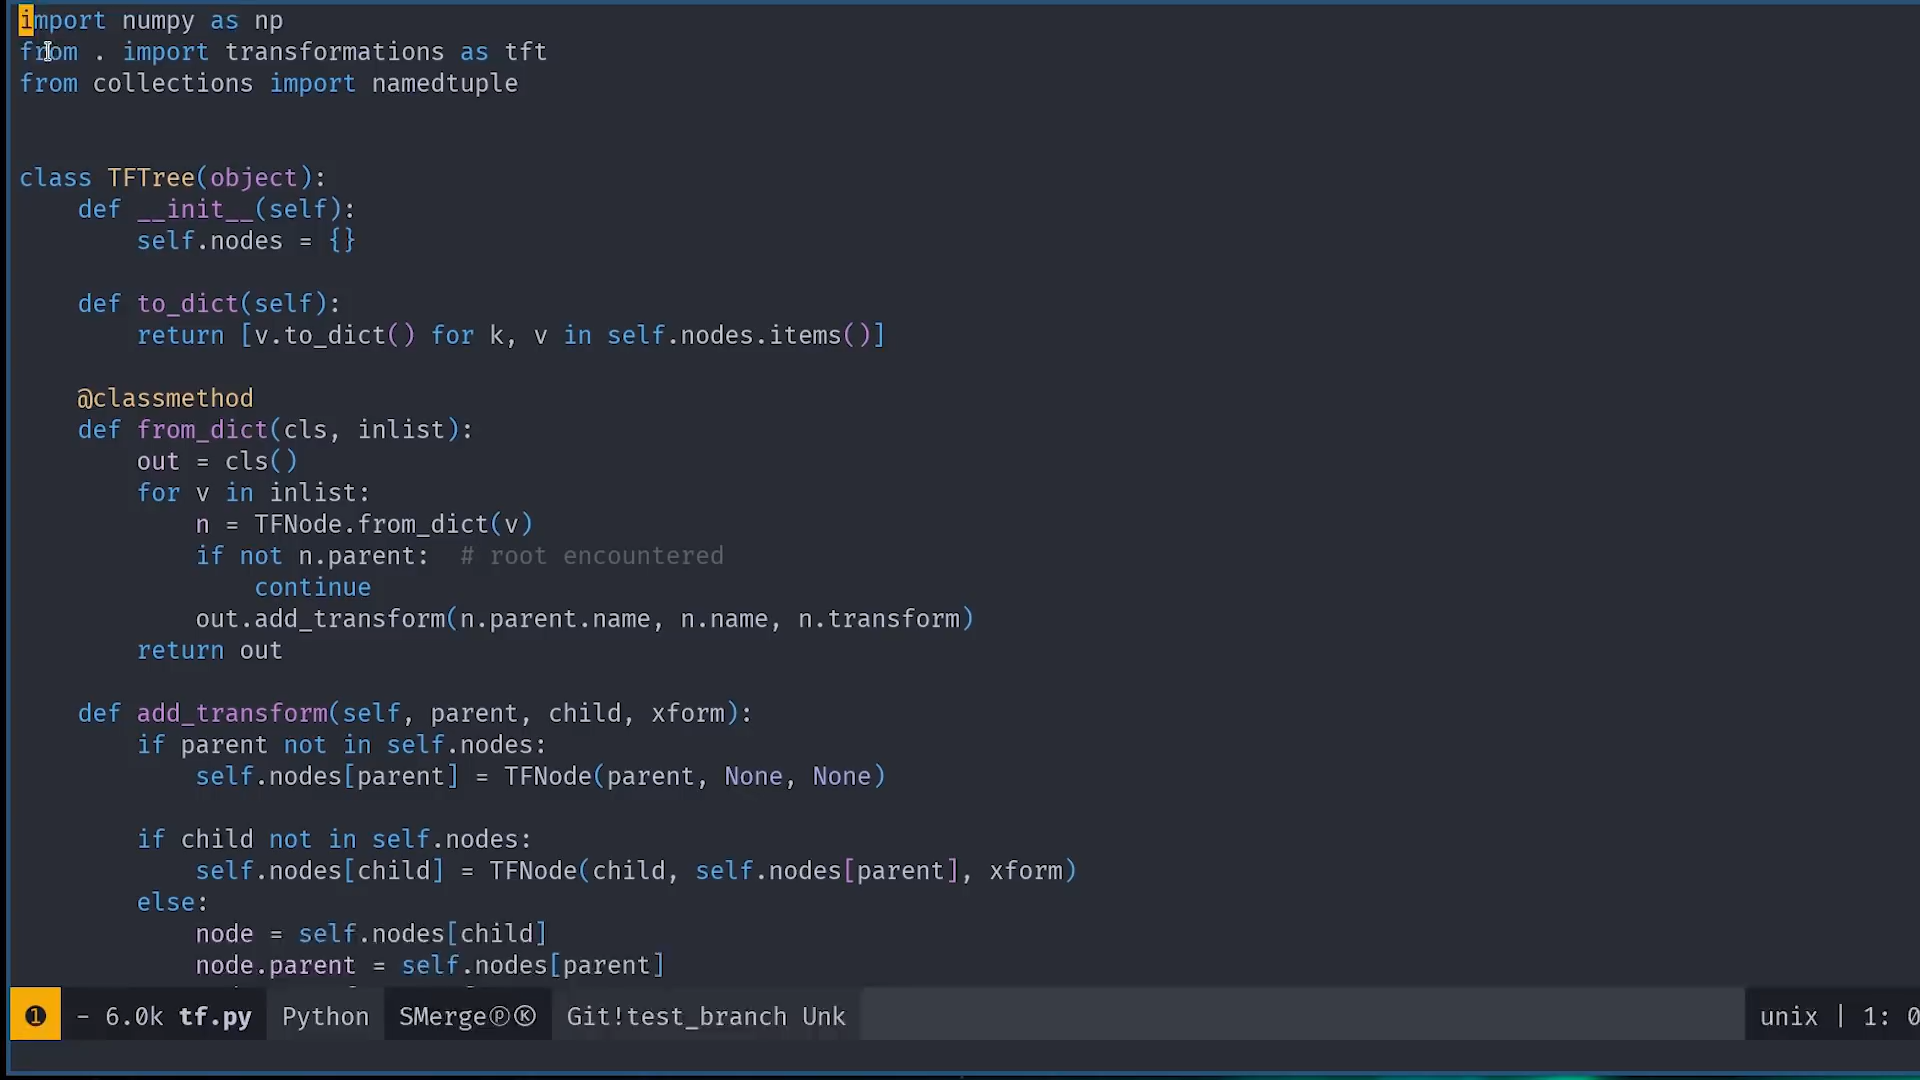 import numpy as np
from . import transformations as tft
from collections import namedtuple


class TFTree(object):
    def __init__(self):
        self.nodes = {}

    def to_dict(self):
        return [v.to_dict() for k, v in self.nodes.items()]

    @classmethod
    def from_dict(cls, inlist):
        out = cls()
        for v in inlist:
            n = TFNode.from_dict(v)
            if not n.parent:  # root encountered
                continue
            out.add_transform(n.parent.name, n.name, n.transform)
        return out

    def add_transform(self, parent, child, xform):
        if parent not in self.nodes:
            self.nodes[parent] = TFNode(parent, None, None)

        if child not in self.nodes:
            self.nodes[child] = TFNode(child, self.nodes[parent], xform)
        else:
            node = self.nodes[child]
            node.parent = self.nodes[parent]
❶ - 6.0k tf.py Python SMergeⓟⓀ Git!test_branch Unk unix | 1: 0